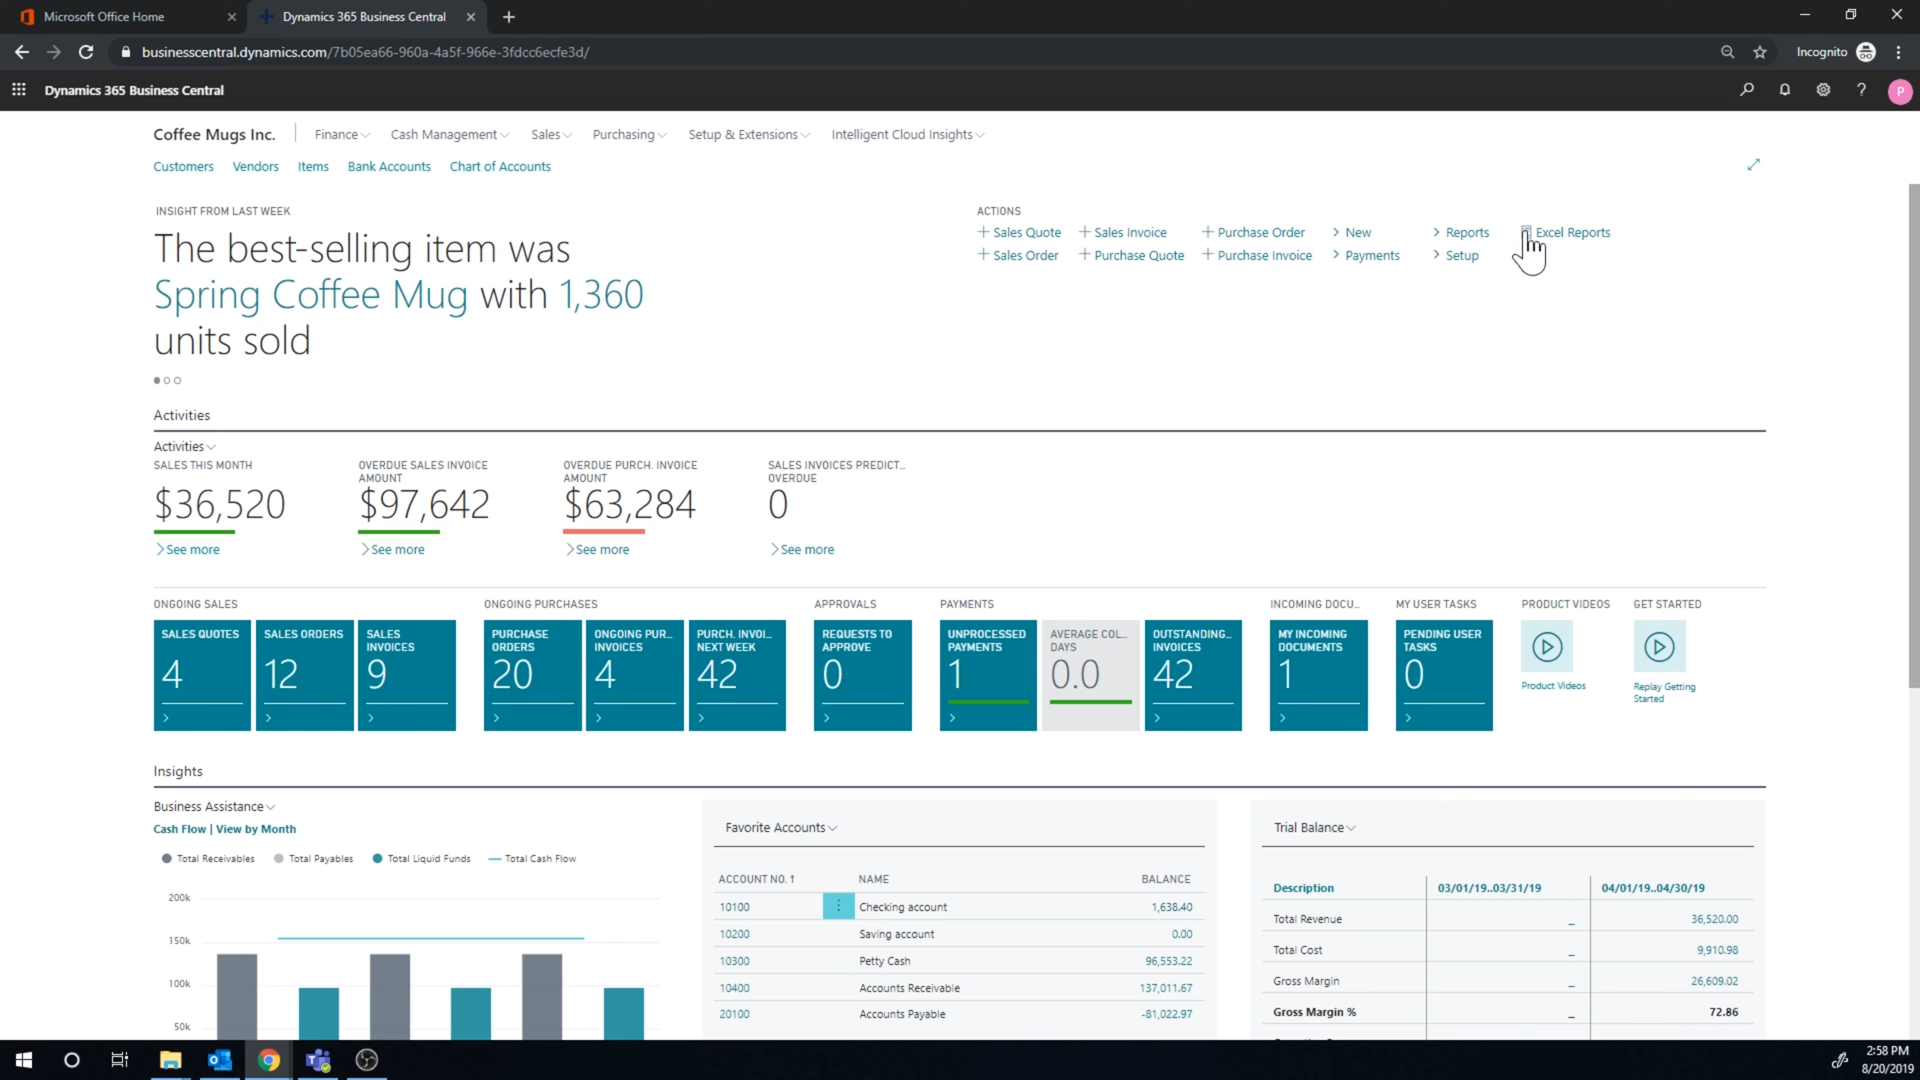 Microsoft Office Home
Dynamics 365 Business Central
businesscentral.dynamics.com/7b05ea66-960a-4a5f-966e-3fdcc6ecfe3d/
Incognito
Dynamics 365 Business Central
P
Coffee Mugs Inc.
Finance
Cash Management
Sales
Purchasing
Setup & Extensions
Intelligent Cloud Insights
Customers
Vendors
Items
Bank Accounts
Chart of Accounts
INSIGHT FROM LAST WEEK
The best-selling item was
Spring Coffee Mug with 1,360
units sold
ACTIONS
+ Sales Quote
+ Sales Invoice
+ Purchase Order
> New
> Reports
Excel Reports
+ Sales Order
+ Purchase Quote
+ Purchase Invoice
> Payments
> Setup
Activities
Activities
SALES THIS MONTH
$36,520
>See more
OVERDUE SALES INVOICE
AMOUNT
$97,642
>See more
OVERDUE PURCH. INVOICE
AMOUNT
$63,284
>See more
SALES INVOICES PREDICT...
OVERDUE
0
>See more
ONGOING SALES
SALES QUOTES
4
SALES ORDERS
12
SALES
INVOICES
9
ONGOING PURCHASES
PURCHASE
ORDERS
20
ONGOING PUR...
INVOICES
4
PURCH. INVOI...
NEXT WEEK
42
APPROVALS
REQUESTS TO
APPROVE
0
PAYMENTS
UNPROCESSED
PAYMENTS
1
AVERAGE COL...
DAYS
0.0
OUTSTANDING...
INVOICES
42
INCOMING DOCU...
MY INCOMING
DOCUMENTS
1
MY USER TASKS
PENDING USER
TASKS
0
PRODUCT VIDEOS
Product Videos
GET STARTED
Replay Getting
Started
Insights
Business Assistance
Cash Flow | View by Month
Total Receivables
Total Payables
Total Liquid Funds
Total Cash Flow
200k
150k
100k
50k
Favorite Accounts
ACCOUNT NO. ↑ NAME BALANCE
10100 Checking account 1,638.40
10200 Saving account 0.00
10300 Petty Cash 96,553.22
10400 Accounts Receivable 137,011.67
20100 Accounts Payable -81,022.97
Trial Balance
Description 03/01/19..03/31/19 04/01/19..04/30/19
Total Revenue _ 36,520.00
Total Cost _ 9,910.98
Gross Margin _ 26,609.02
Gross Margin % _ 72.86
2:58 PM
8/20/2019